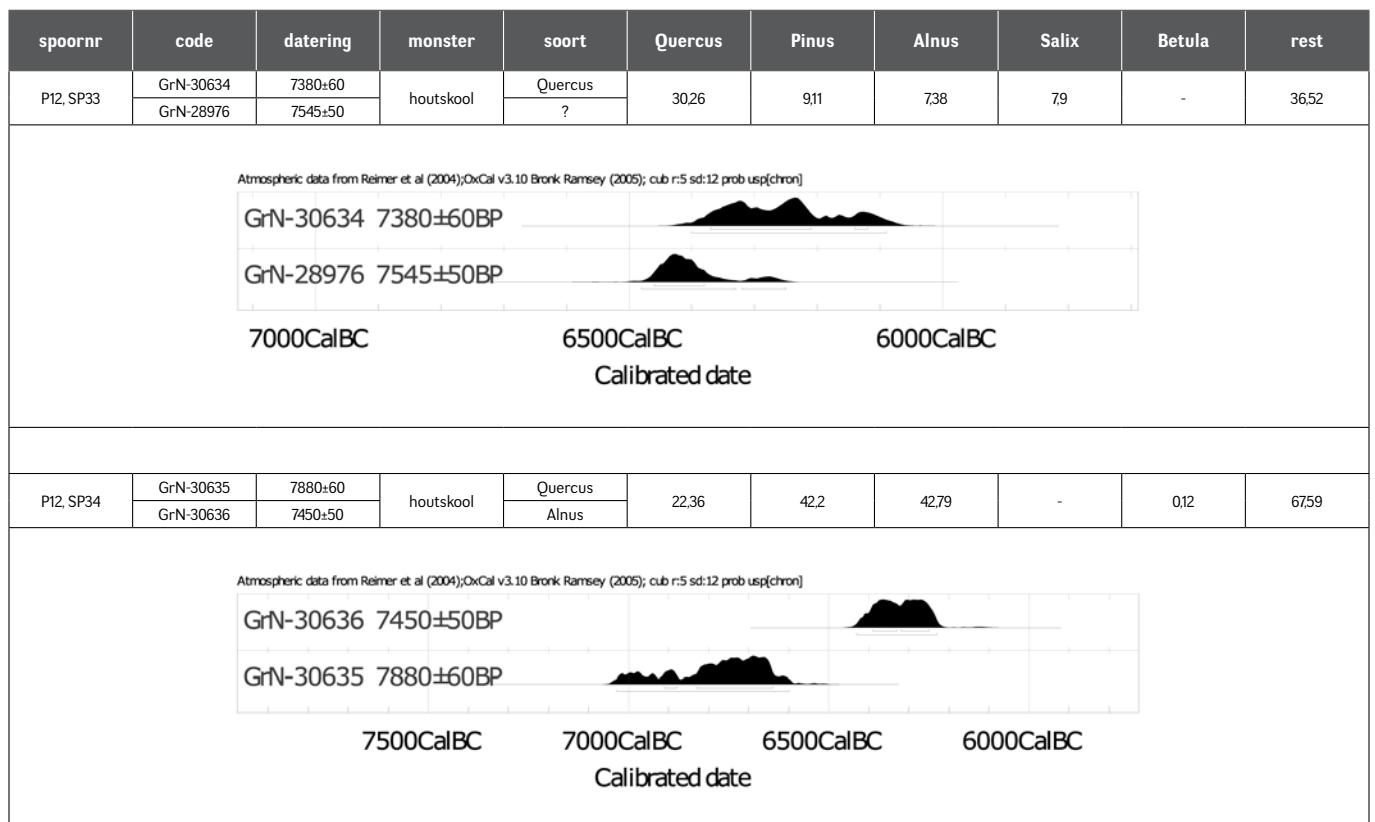 spoornr code datering monster soort Quercus Pinus Alnus Salix Betula rest
P12, SP33 GrN-30634 7380±60 houtskool Quercus 30,26 9,11 7,38 7,9 - 36,52
GrN-28976 7545±50 ?
Atmospheric data from Reimer et al (2004);OxCal v3.10 Bronk Ramsey (2005); cub r:5 sd:12 prob usp[chron]
GrN-30634 7380±60BP
GrN-28976 7545±50BP
7000CalBC 6500CalBC 6000CalBC
Calibrated date
P12, SP34 GrN-30635 7880±60 houtskool Quercus 22,36 42,2 42,79 - 0,12 67,59
GrN-30636 7450±50 Alnus
Atmospheric data from Reimer et al (2004);OxCal v3.10 Bronk Ramsey (2005); cub r:5 sd:12 prob usp[chron]
GrN-30636 7450±50BP
GrN-30635 7880±60BP
7500CalBC 7000CalBC 6500CalBC 6000CalBC
Calibrated date